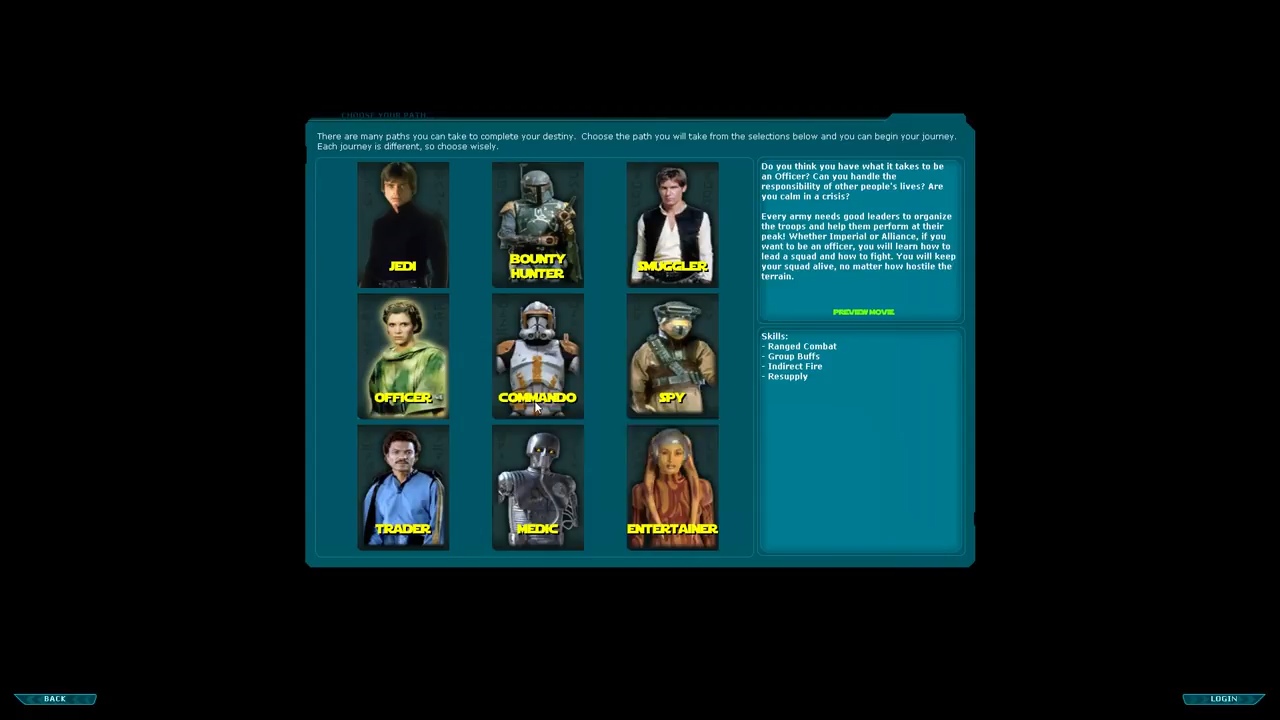 CHOOSE YOUR PATH
There are many paths you can take to complete your destiny.  Choose the path you will take from the selections below and you can begin your journey.
Each journey is different, so choose wisely.
JEDI
BOUNTY
HUNTER
SMUGGLER
OFFICER
COMMANDO
SPY
TRADER
MEDIC
ENTERTAINER
Do you think you have what it takes to be
an Officer? Can you handle the
responsibility of other people's lives? Are
you calm in a crisis?
Every army needs good leaders to organize
the troops and help them perform at their
peak! Whether Imperial or Alliance, if you
want to be an officer, you will learn how to
lead a squad and how to fight. You will keep
your squad alive, no matter how hostile the
terrain.
PREVIEW MOVIE
Skills:
- Ranged Combat
- Group Buffs
- Indirect Fire
- Resupply
BACK
LOGIN